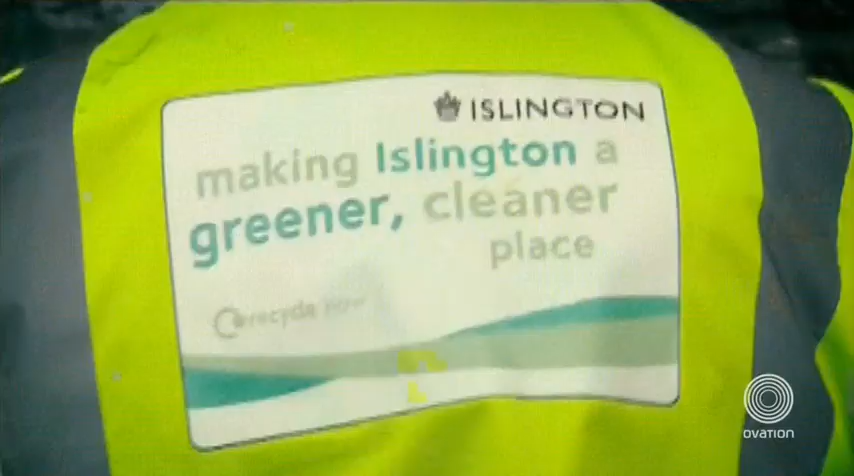 ISLINGTON
making Islington a
greener, cleaner
place
recycle now
OVATION